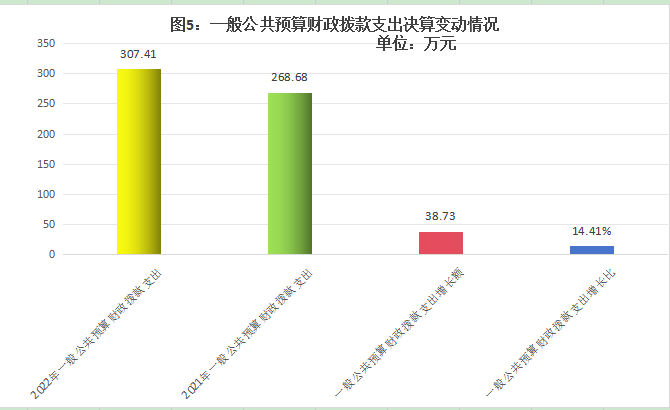 图5：一般公共预算财政拨款支出决算变动情况
单位：万元
350
300
250
200
150
100
50
0
307.41
268.68
38.73
14.41%
2022年一般公共预算财政拨款支出
2021年一般公共预算财政拨款支出
一般公共预算财政拨款支出增长额
一般公共预算财政拨款支出增长比